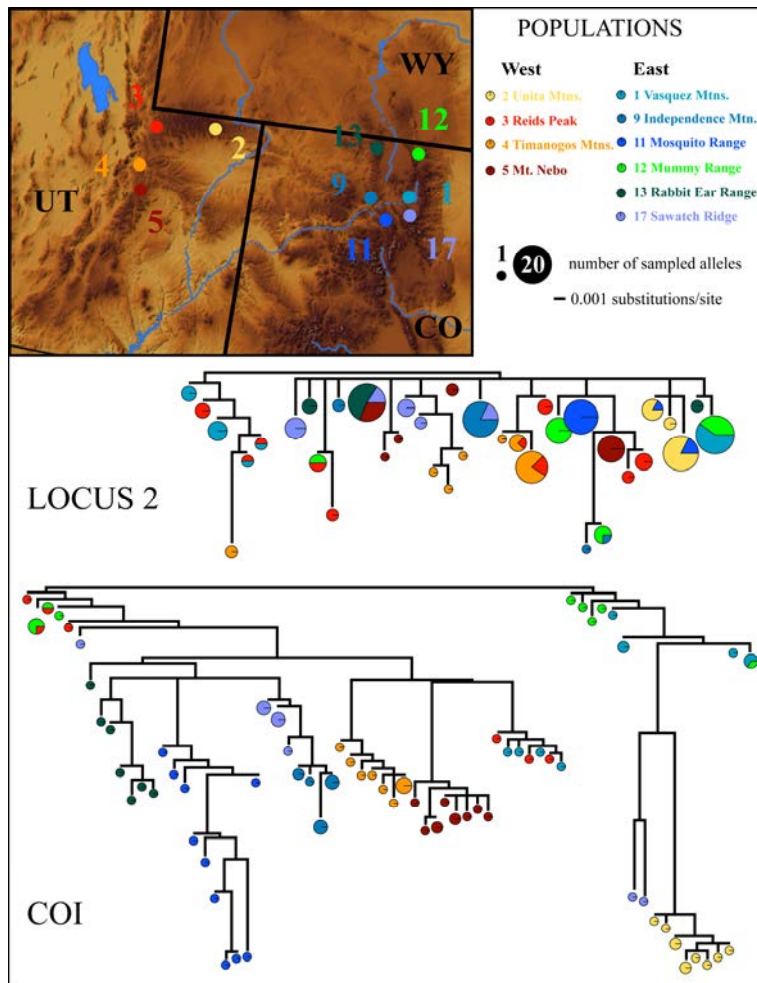 POPULATIONS
West
East
2 Unita Mtns.
3 Reids Peak
4 Timanogos Mtns.
5 Mt. Nebo
1 Vasquez Mtns.
9 Independence Mtn.
11 Mosquito Range
12 Mummy Range
13 Rabbit Ear Range
17 Sawatch Ridge
1
20
number of sampled alleles
0.001 substitutions/site
WY
3
12
13
2
4
9
1
UT
5
11
17
CO
LOCUS 2
COI